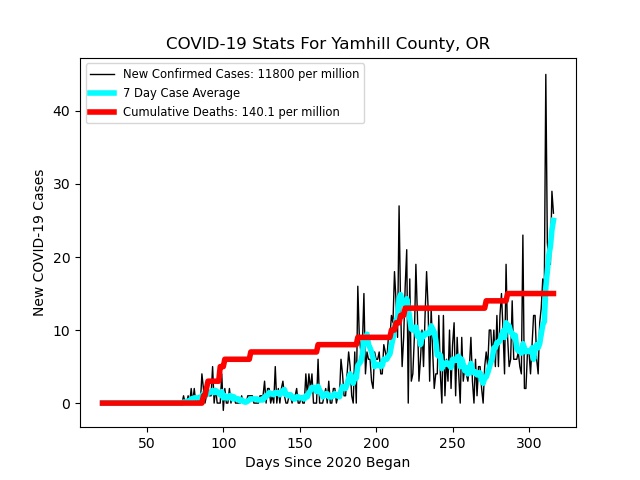 COVID-19 Stats For Yamhill County, OR
New Confirmed Cases: 11800 per million
7 Day Case Average
Cumulative Deaths: 140.1 per million
New COVID-19 Cases
40
30
20
10
0
50 100 150 200 250 300
Days Since 2020 Began